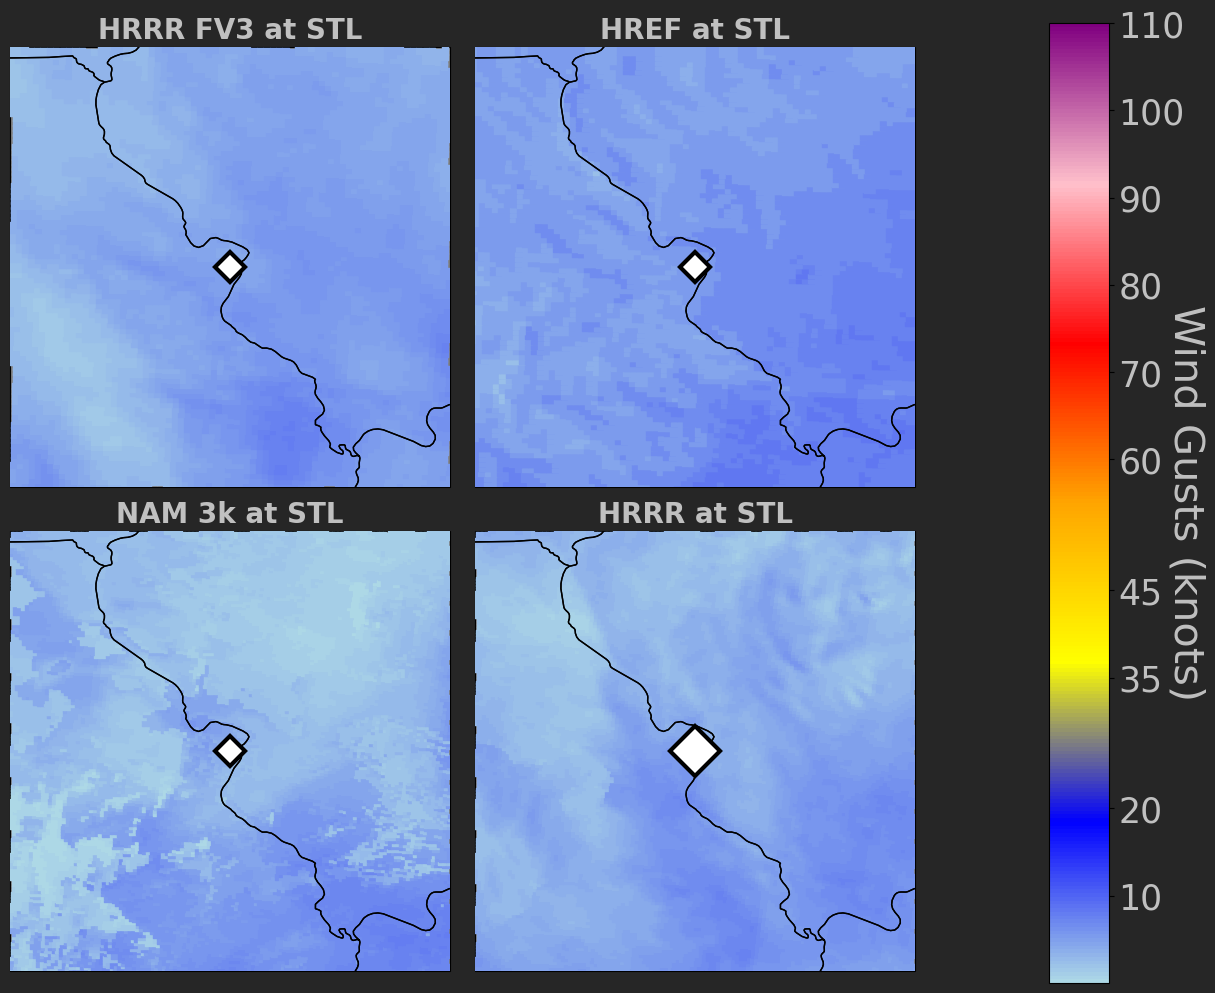 HRRR FV3 at STL
HREF at STL
NAM 3k at STL
HRRR at STL
110
100
90
80
70
60
45
35
20
10
Wind Gusts (knots)